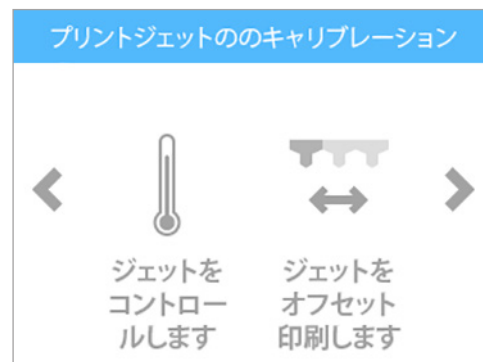 プリントジェットののキャリブレーション
ジェットを
コントロー
ルします
ジェットを
オフセット
印刷します